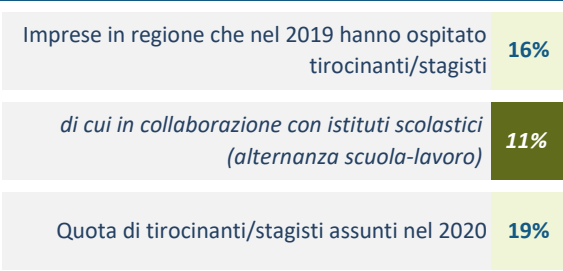 Imprese in regione che nel 2019 hanno ospitato
tirocinanti/stagisti
16%
di cui in collaborazione con istituti scolastici
(alternanza scuola-lavoro)
11%
Quota di tirocinanti/stagisti assunti nel 2020
19%